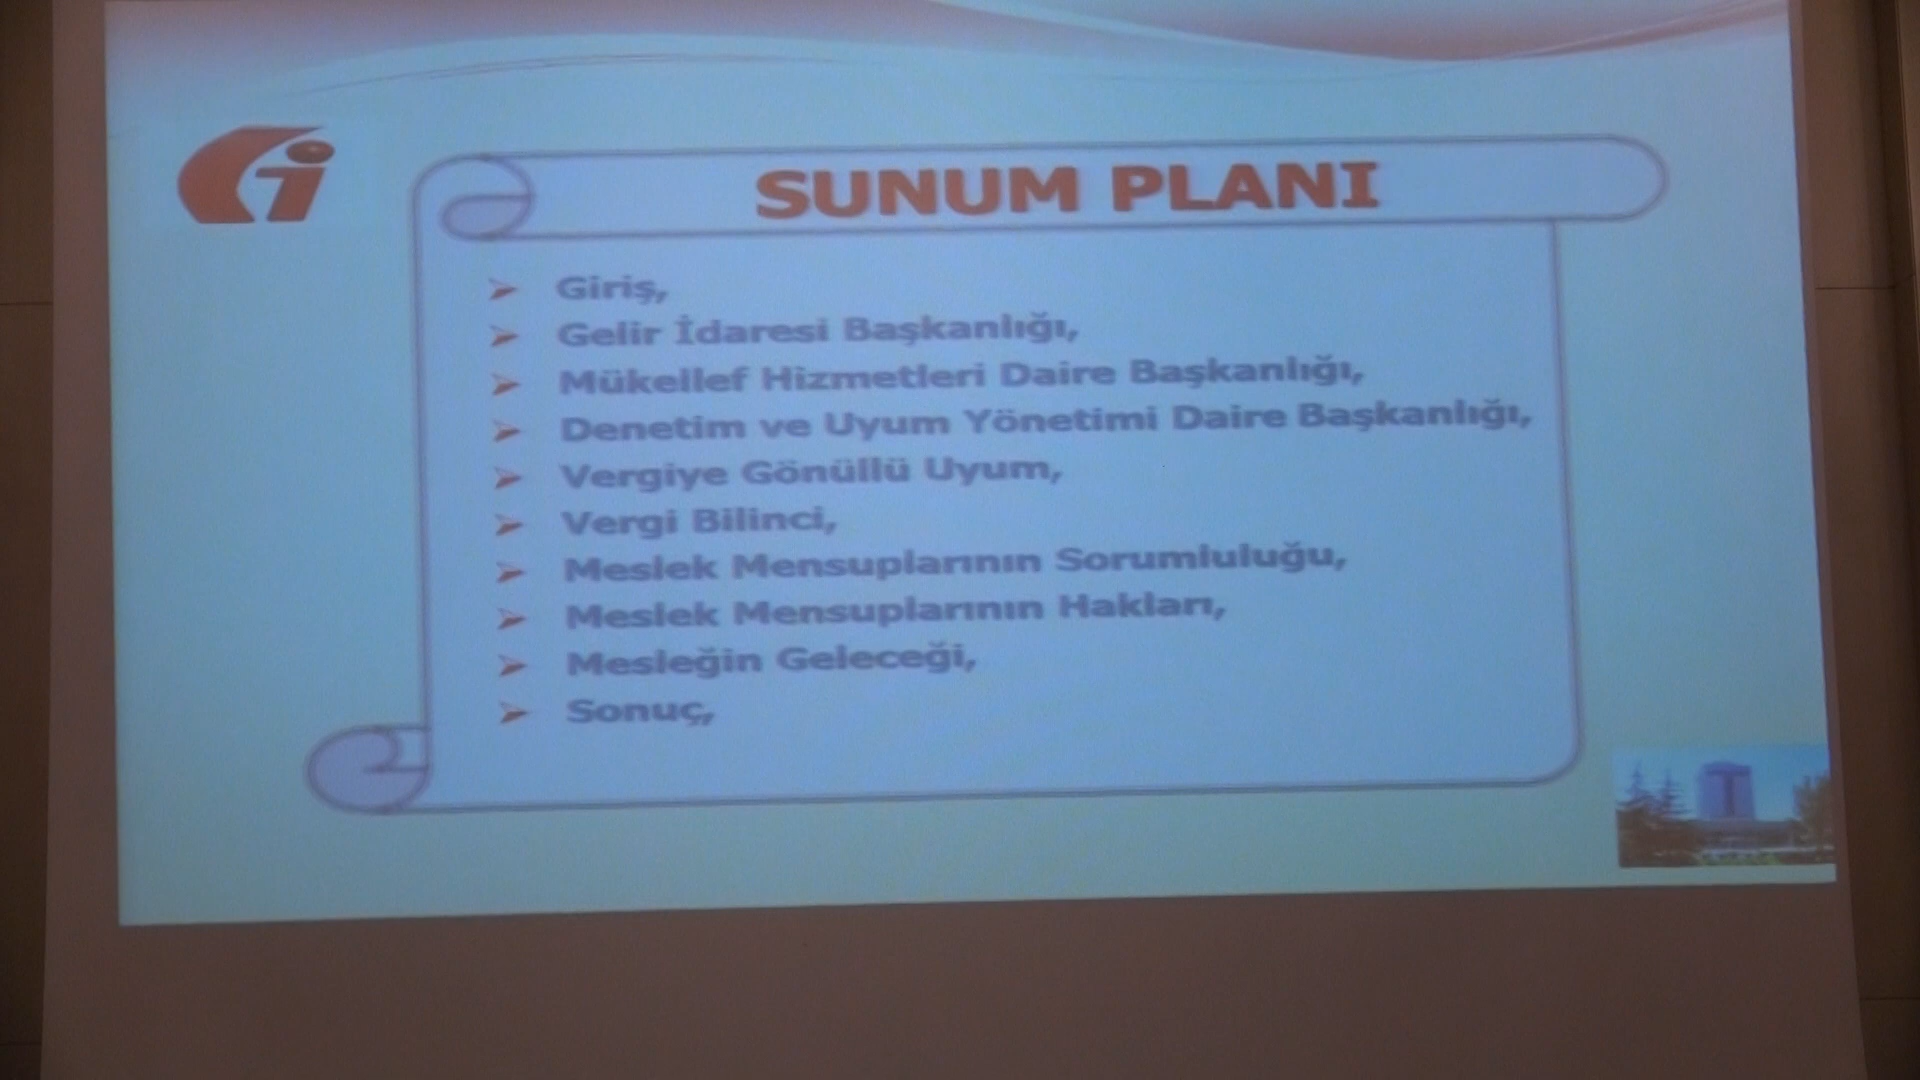 SUNUM PLANI
Giriş,
Gelir İdaresi Başkanlığı,
Mükellef Hizmetleri Daire Başkanlığı,
Denetim ve Uyum Yönetimi Daire Başkanlığı,
Vergiye Gönüllü Uyum,
Vergi Bilinci,
Meslek Mensuplarının Sorumluluğu,
Meslek Mensuplarının Hakları,
Mesleğin Geleceği,
Sonuç,